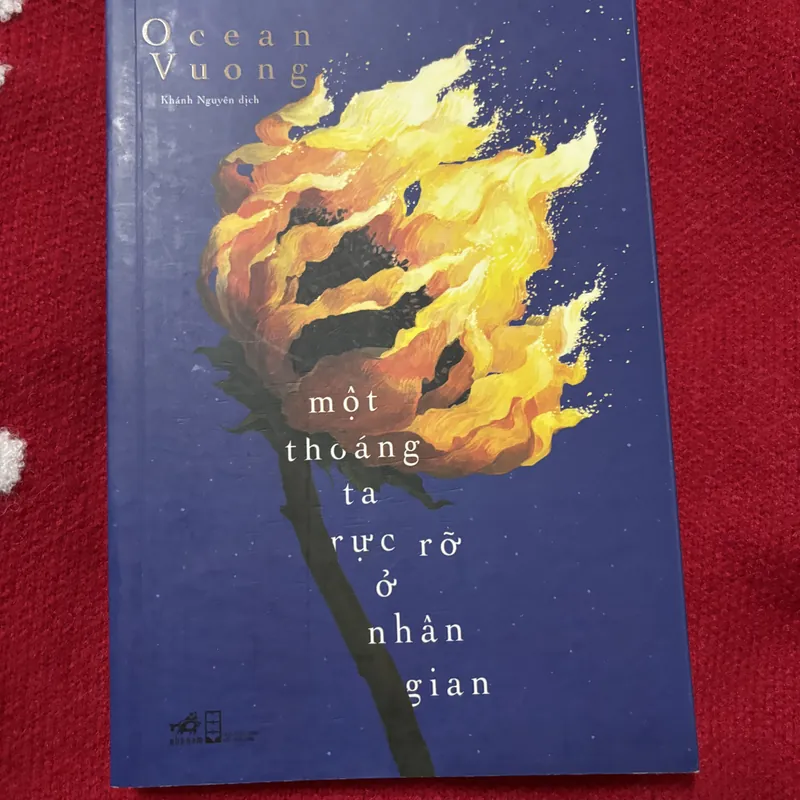 Ocean
Vuong
Khánh Nguyên dịch
một
thoáng
ta
rực rỡ
ở
nhân
gian